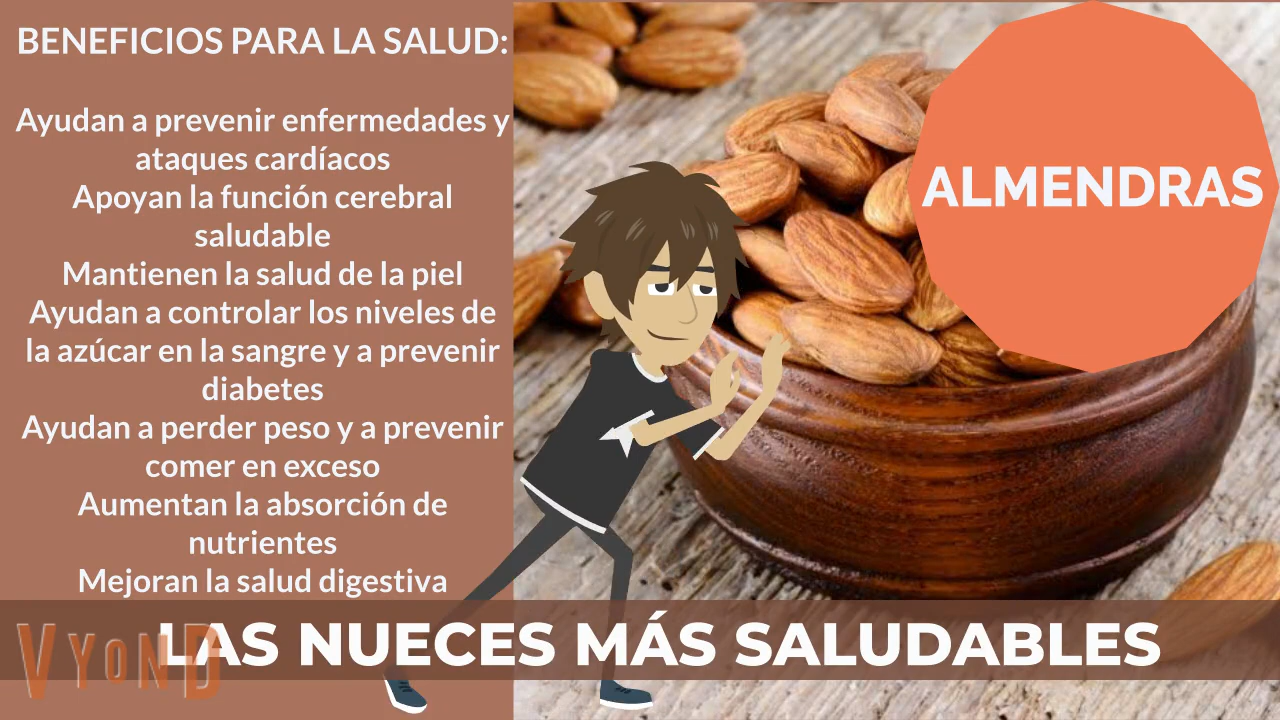 BENEFICIOS PARA LA SALUD:
Ayudan a prevenir enfermedades y
ataques cardíacos
Apoyan la función cerebral
saludable
Mantienen la salud de la piel
Ayudan a controlar los niveles de
la azúcar en la sangre y a prevenir
diabetes
Ayudan a perder peso y a prevenir
comer en exceso
Aumentan la absorción de
nutrientes
Mejoran la salud digestiva
ALMENDRAS
LAS NUECES MÁS SALUDABLES
VYOND